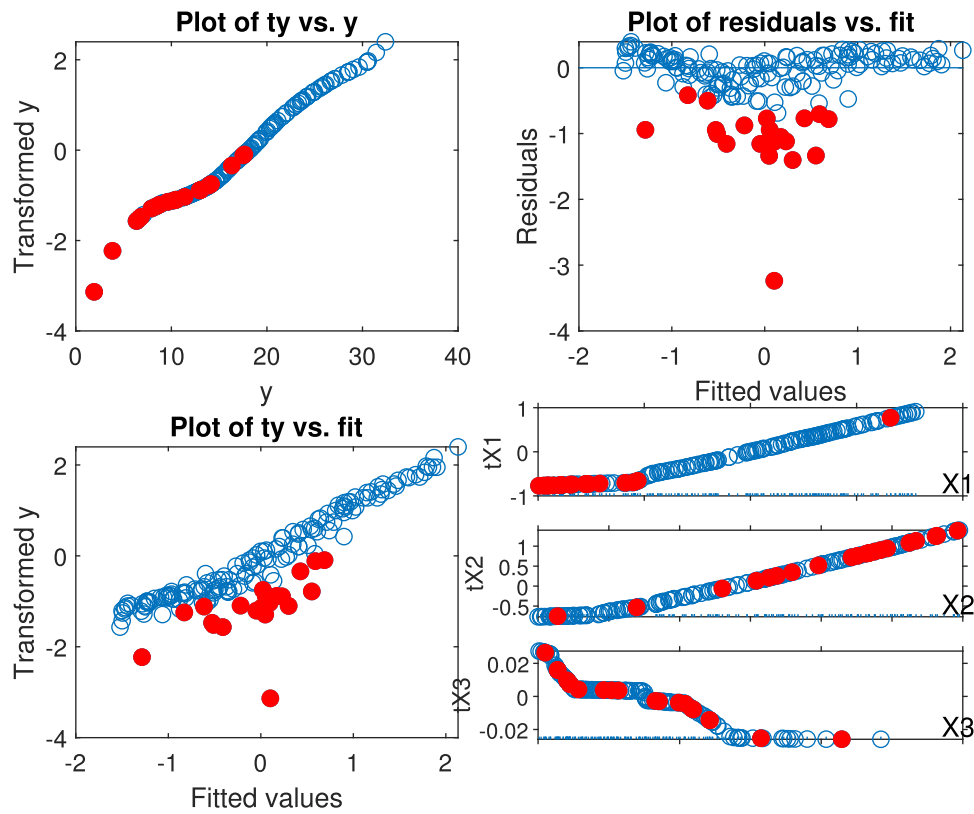 Plot of ty vs. y
Transformed y
2
0
-2
-4
0
10
20
30
40
y
Plot of residuals vs. fit
Residuals
0
-1
-2
-3
-4
-2
-1
0
1
2
Fitted values
Plot of ty vs. fit
Transformed y
2
0
-2
-4
-2
0
2
Fitted values
tX1
1
0
-1
X1
tX2
1
0.5
0
-0.5
X2
tX3
0.02
0
-0.02
X3